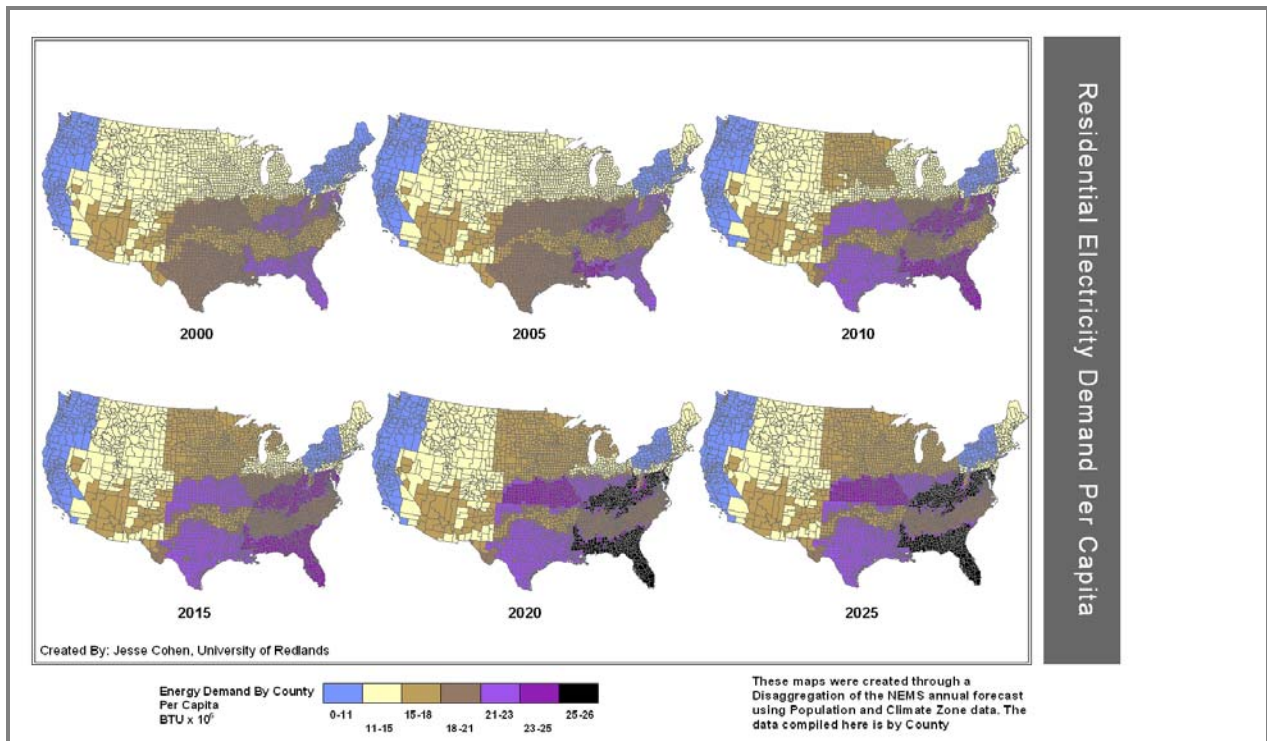 Residential Electricity Demand Per Capita
2000
2005
2010
2015
2020
2025
Created By: Jesse Cohen, University of Redlands
Energy Demand By County
Per Capita
BTU x 10⁶
0-11
11-15
15-18
18-21
21-23
23-25
25-26
These maps were created through a
Disaggregation of the NEMS annual forecast
using Population and Climate Zone data. The
data compiled here is by County